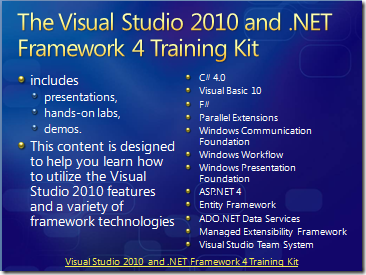 The Visual Studio 2010 and .NET
Framework 4 Training Kit
includes
presentations,
hands-on labs,
demos.
This content is designed
to help you learn how
to utilize the Visual
Studio 2010 features
and a variety of
framework technologies
C# 4.0
Visual Basic 10
F#
Parallel Extensions
Windows Communication
Foundation
Windows Workflow
Windows Presentation
Foundation
ASP.NET 4
Entity Framework
ADO.NET Data Services
Managed Extensibility Framework
Visual Studio Team System
Visual Studio 2010 and .NET Framework 4 Training Kit